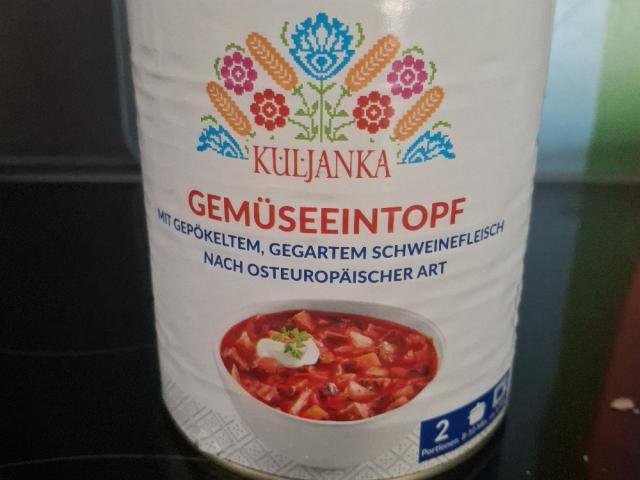 KULJANKA
GEMÜSEEINTOPF
MIT GEPÖKELTEM, GEGARTEM SCHWEINEFLEISCH
NACH OSTEUROPÄISCHER ART
2
Portionen